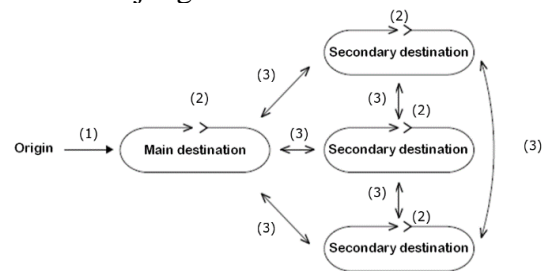 (2)
Secondary destination
(3)
(2)
(3)
(2)
(1)
(3)
Origin
Main destination
Secondary destination
(3)
(3)
(3)
(2)
Secondary destination